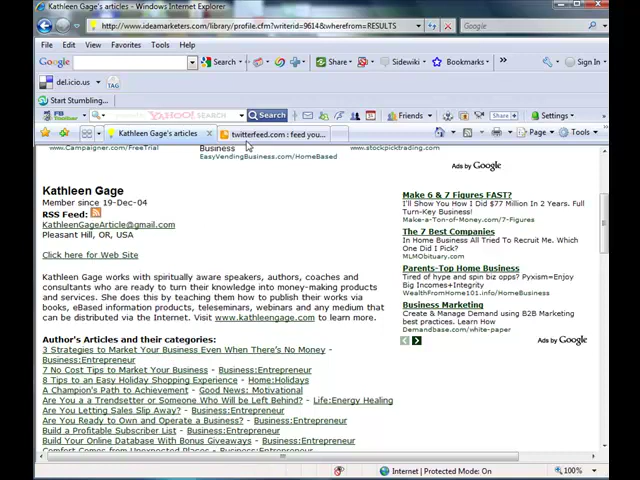 Kathleen Gage's articles - Windows Internet Explorer
http://www.ideamarketers.com/library/profile.cfm?writerid=9614&wherefrom=RESULTS
Google
File Edit View Favorites Tools Help
Google Search Share Sidewiki Bookmarks Sign In
del.icio.us TAG
Start Stumbling...
FB Toolbar YAHOO! SEARCH Search Friends Settings
Kathleen Gage's articles twitterfeed.com : feed you... Page Tools
www.Campaigner.com/FreeTrial Business www.stockpicktrading.com
EasyVendingBusiness.com/HomeBased
Ads by Google
Kathleen Gage
Member since 19-Dec-04
RSS Feed:
KathleenGageArticle@gmail.com
Pleasant Hill, OR, USA
Click here for Web Site
Kathleen Gage works with spiritually aware speakers, authors, coaches and
consultants who are ready to turn their knowledge into money-making products
and services. She does this by teaching them how to publish their works via
books, eBased information products, teleseminars, webinars and any medium that
can be distributed via the Internet. Visit www.kathleengage.com to learn more.
Author's Articles and their categories:
3 Strategies to Market Your Business Even When There's No Money -
Business:Entrepreneur
7 No Cost Tips to Market Your Business - Business:Entrepreneur
8 Tips to an Easy Holiday Shopping Experience - Home:Holidays
A Champion's Path to Achievement - Good News: Motivational
Are You a a Trendsetter or Someone Who Will be Left Behind? - Life:Energy Healing
Are You Letting Sales Slip Away? - Business:Entrepreneur
Are You Ready to Own and Operate a Business? - Business:Entrepreneur
Build a Profitable Subscriber List - Business:Entrepreneur
Build Your Online Database With Bonus Giveaways - Business:Entrepreneur
Comfort Comes from Unexpected Places - Business:Entrepreneur
Make 6 & 7 Figures FAST?
I'll Show You How I Did $77 Million In 2 Years. Full
Turn-Key Business!
Make-a-Ton-of-Money.com/7-Figures
The 7 Best Companies
In Home Business All Tried To Recruit Me. Which
One Did I Pick?
MLMObituary.com
Parents-Top Home Business
Tired of hype and spin biz opps? Pyxism=Enjoy
Big Incomes+Integrity
WealthFromHome101.info/HomeBusiness
Business Marketing
Create & Manage Demand using B2B Marketing
best practices. Learn How
Demandbase.com/white-paper
Ads by Google
Internet | Protected Mode: On 100%